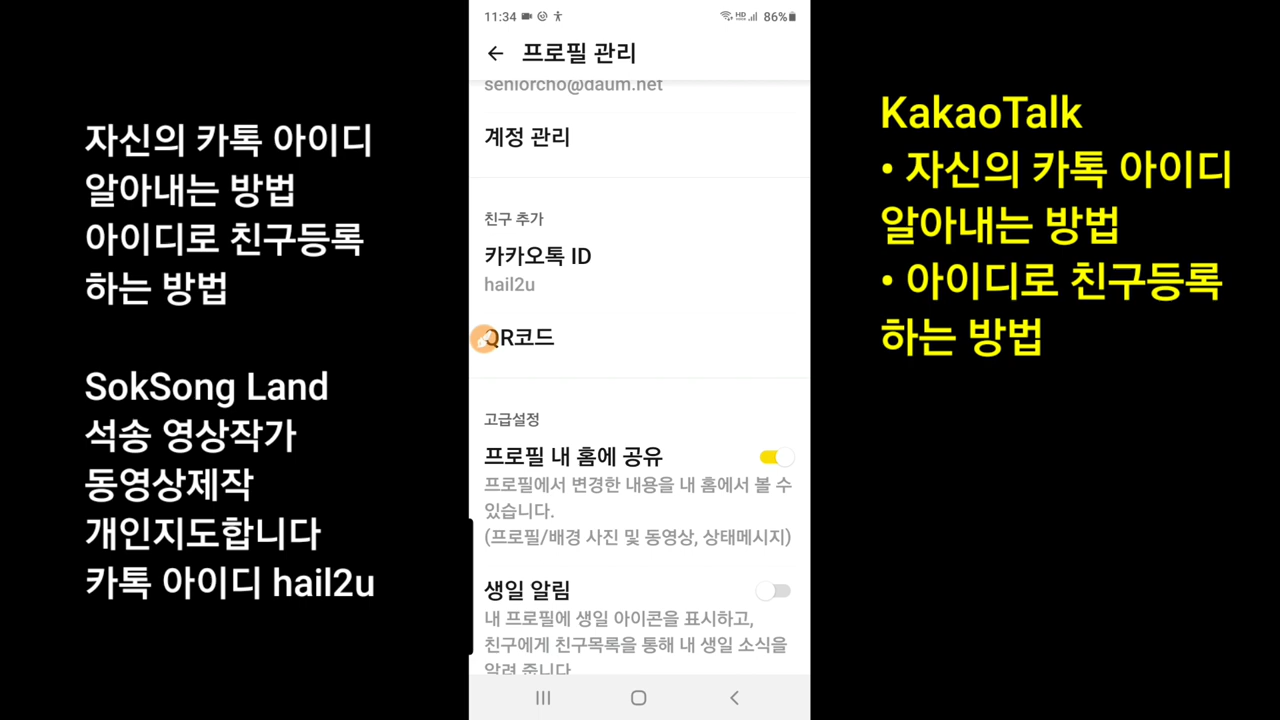 자신의 카톡 아이디
알아내는 방법
아이디로 친구등록
하는 방법
SokSong Land
석송 영상작가
동영상제작
개인지도합니다
카톡 아이디 hail2u
11:34
HD
86%
프로필 관리
seniorcho@daum.net
계정 관리
친구 추가
카카오톡 ID
hail2u
QR코드
고급설정
프로필 내 홈에 공유
프로필에서 변경한 내용을 내 홈에서 볼 수
있습니다.
(프로필/배경 사진 및 동영상, 상태메시지)
생일 알림
내 프로필에 생일 아이콘을 표시하고,
친구에게 친구목록을 통해 내 생일 소식을
알려 줍니다
KakaoTalk
• 자신의 카톡 아이디
알아내는 방법
• 아이디로 친구등록
하는 방법